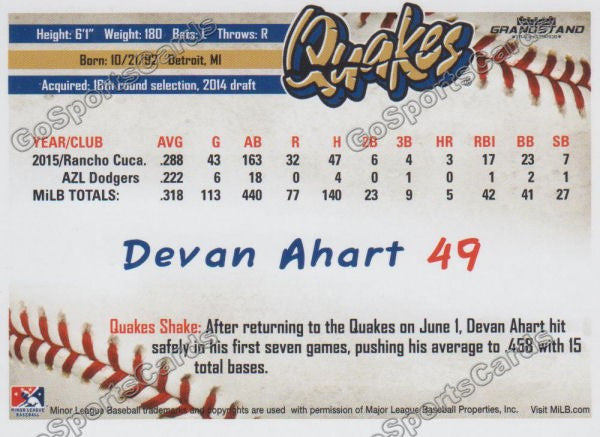 Height: 6'1" Weight: 180 Bats: Throws: R
Born: 10/21/92 Detroit, MI
Acquired: 18th round selection, 2014 draft
Quakes
GRANDSTAND
YEAR/CLUB AVG G AB R H 2B 3B HR RBI BB SB
2015/Rancho Cuca. .288 43 163 32 47 6 4 3 17 23 7
AZL Dodgers .222 6 18 0 4 0 1 0 1 2 1
MiLB TOTALS: .318 113 440 77 140 23 9 5 42 41 27
Devan Ahart 49
Quakes Shake: After returning to the Quakes on June 1, Devan Ahart hit
safely in his first seven games, pushing his average to .458 with 15
total bases.
MINOR LEAGUE
BASEBALL
Minor League Baseball trademarks and copyrights are used with permission of Major League Baseball Properties, Inc. Visit MiLB.com
GoSportsCards